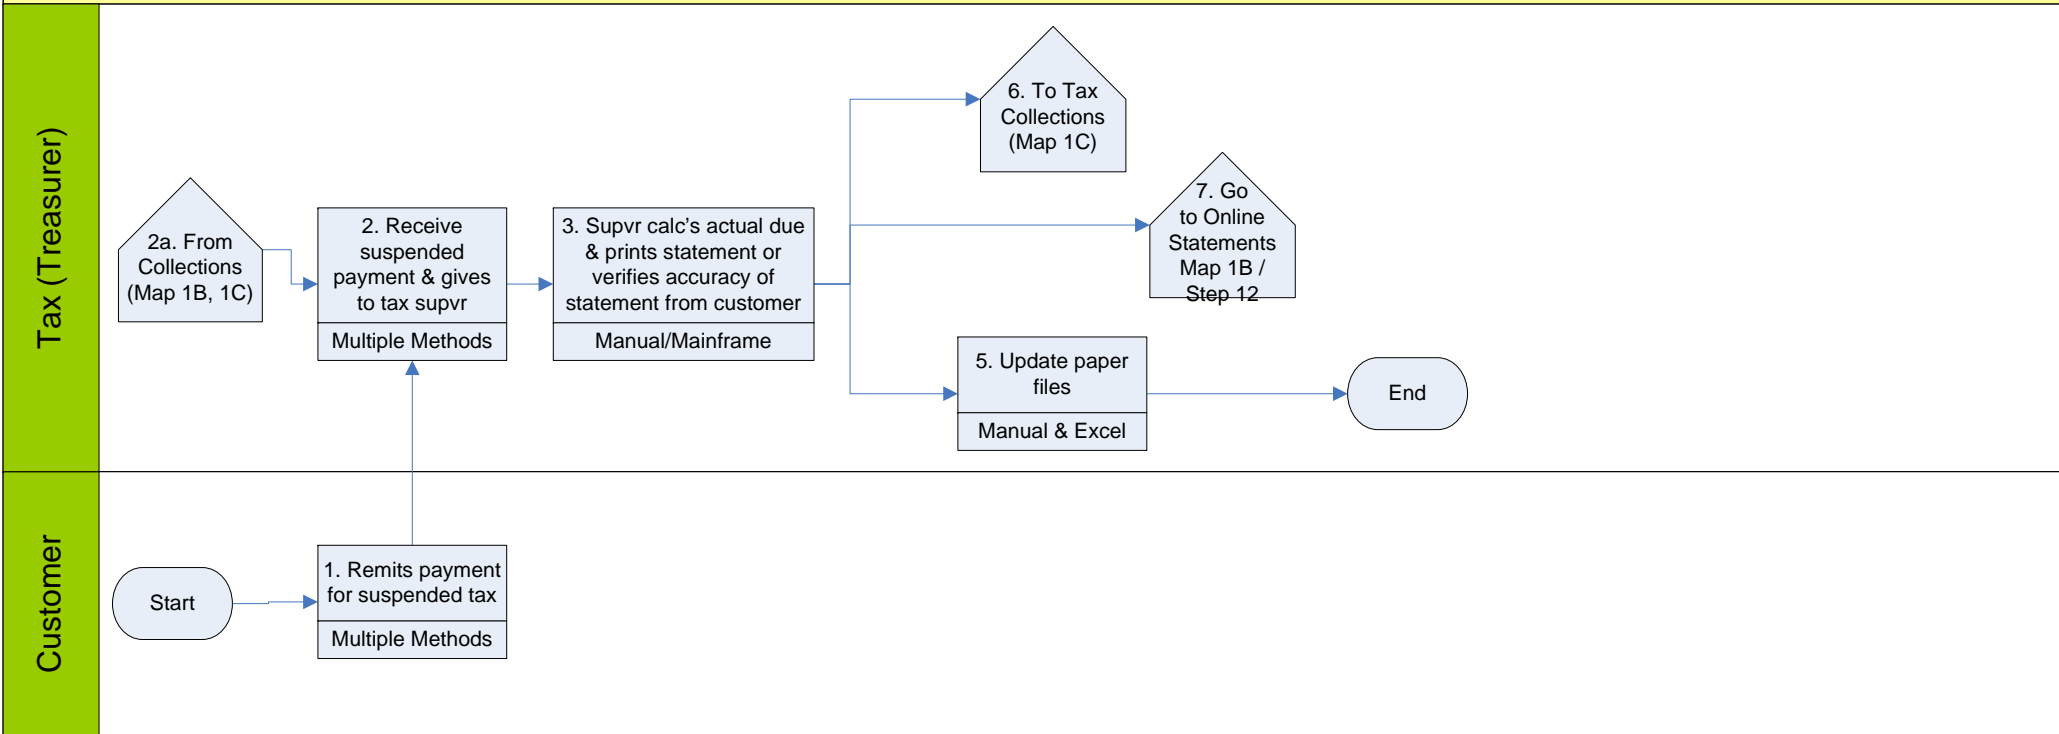 Tax (Treasurer)
2a. From
Collections
(Map 1B, 1C)
2. Receive
suspended
payment & gives
to tax supvr
Multiple Methods
3. Supvr calc's actual due
& prints statement or
verifies accuracy of
statement from customer
Manual/Mainframe
6. To Tax
Collections
(Map 1C)
7. Go
to Online
Statements
Map 1B /
Step 12
5. Update paper
files
Manual & Excel
End
Customer
Start
1. Remits payment
for suspended tax
Multiple Methods